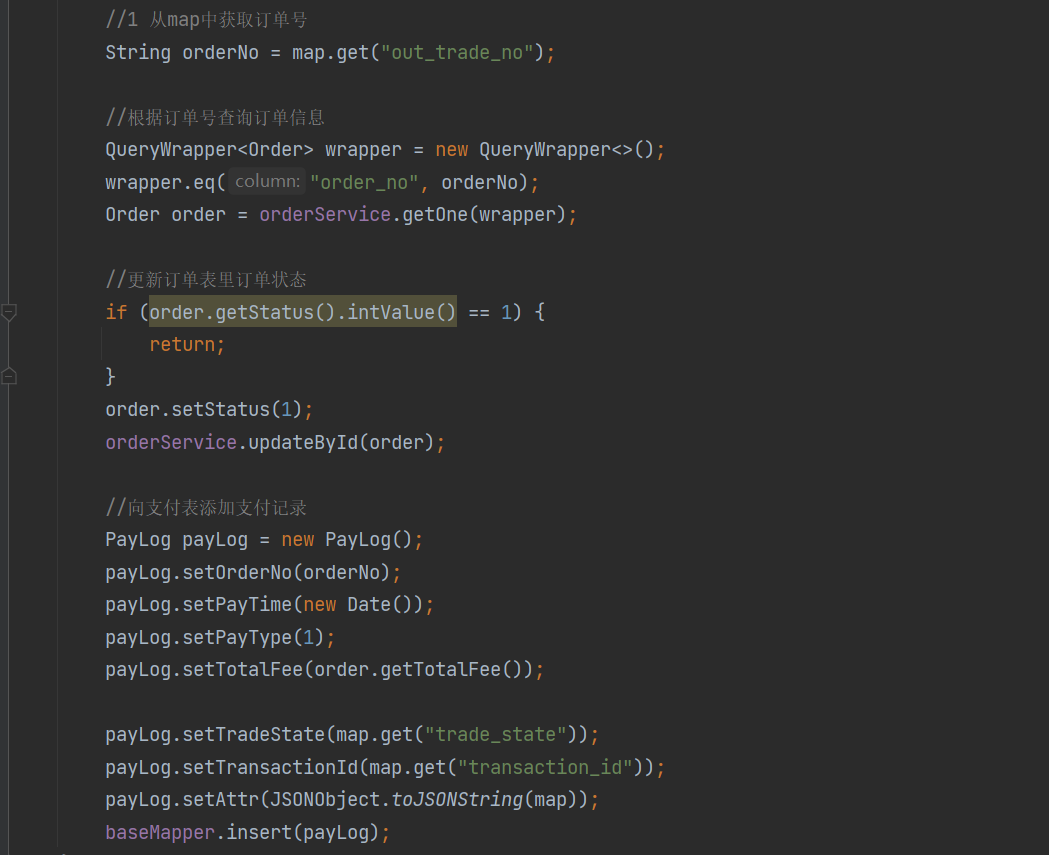 //1 从map中获取订单号
String orderNo = map.get("out_trade_no");
//根据订单号查询订单信息
QueryWrapper<Order> wrapper = new QueryWrapper<>();
wrapper.eq( column: "order_no", orderNo);
Order order = orderService.getOne(wrapper);
//更新订单表里订单状态
if (order.getStatus().intValue() == 1) {
return;
}
order.setStatus(1);
orderService.updateById(order);
//向支付表添加支付记录
PayLog payLog = new PayLog();
payLog.setOrderNo(orderNo);
payLog.setPayTime(new Date());
payLog.setPayType(1);
payLog.setTotalFee(order.getTotalFee());
payLog.setTradeState(map.get("trade_state"));
payLog.setTransactionId(map.get("transaction_id"));
payLog.setAttr(JSONObject.toJSONString(map));
baseMapper.insert(payLog);